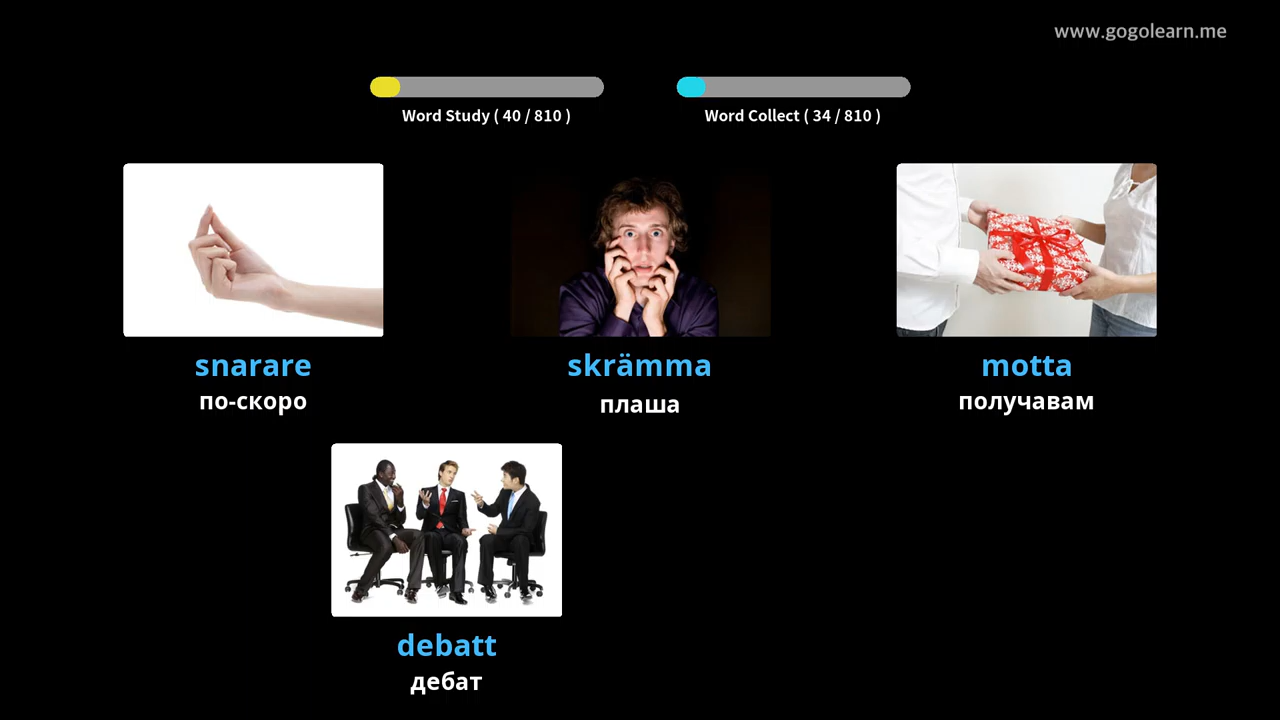 www.gogolearn.me
Word Study ( 40 / 810 )
Word Collect ( 34 / 810 )
snarare
по-скоро
skrämma
плаша
motta
получавам
debatt
дебат